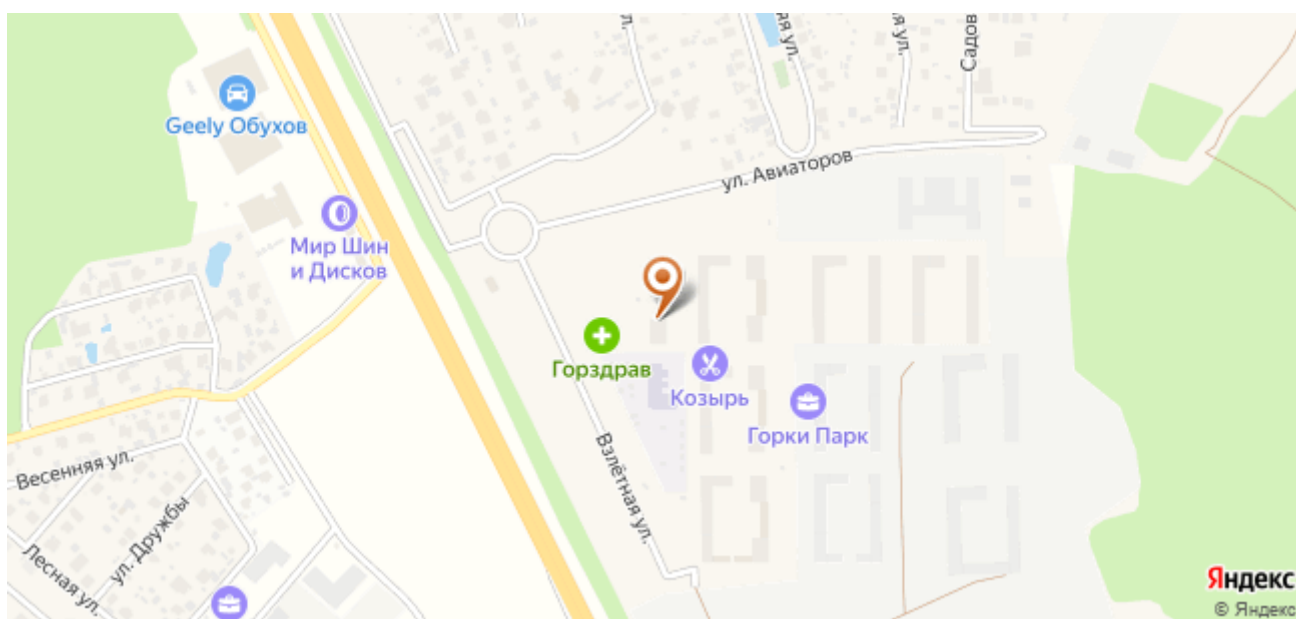 Садов
ул. Авиаторов
Geely Обухов
Мир Шин
и Дисков
Горздрав
Козырь
Горки Парк
Взлётная ул.
Весенняя ул.
ул. Дружбы
Лесная ул.
Яндекс
© Яндекс